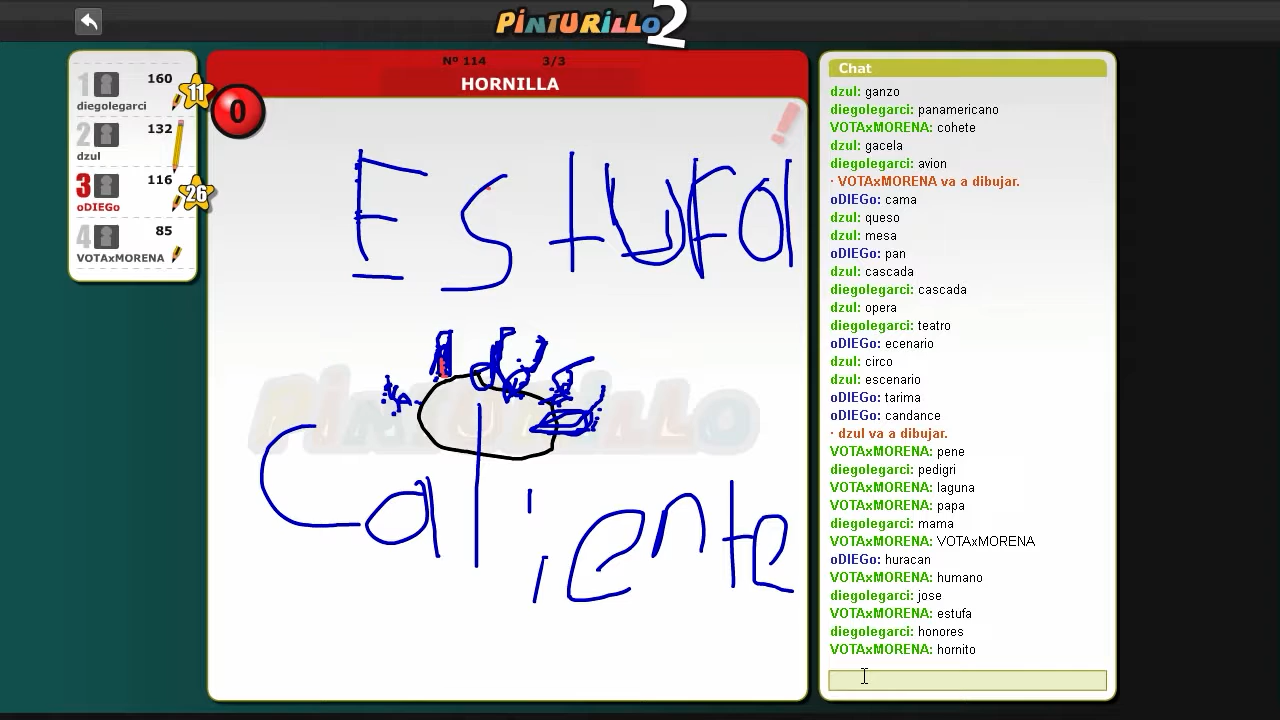 PINTURILLO 2
1 160 11
diegolegarci
2 132
dzul
3 116 26
oDIEGo
4 85
VOTAxMORENA
Nº 114 3/3
HORNILLA
0
!
Estufa
PINTURILLO
Caliente
Chat
dzul: ganzo
diegolegarci: panamericano
VOTAxMORENA: cohete
dzul: gacela
diegolegarci: avion
· VOTAxMORENA va a dibujar.
oDIEGo: cama
dzul: queso
dzul: mesa
oDIEGo: pan
dzul: cascada
diegolegarci: cascada
dzul: opera
diegolegarci: teatro
oDIEGo: ecenario
dzul: circo
dzul: escenario
oDIEGo: tarima
oDIEGo: candance
· dzul va a dibujar.
VOTAxMORENA: pene
diegolegarci: pedigri
VOTAxMORENA: laguna
VOTAxMORENA: papa
diegolegarci: mama
VOTAxMORENA: VOTAxMORENA
oDIEGo: huracan
VOTAxMORENA: humano
diegolegarci: jose
VOTAxMORENA: estufa
diegolegarci: honores
VOTAxMORENA: hornito